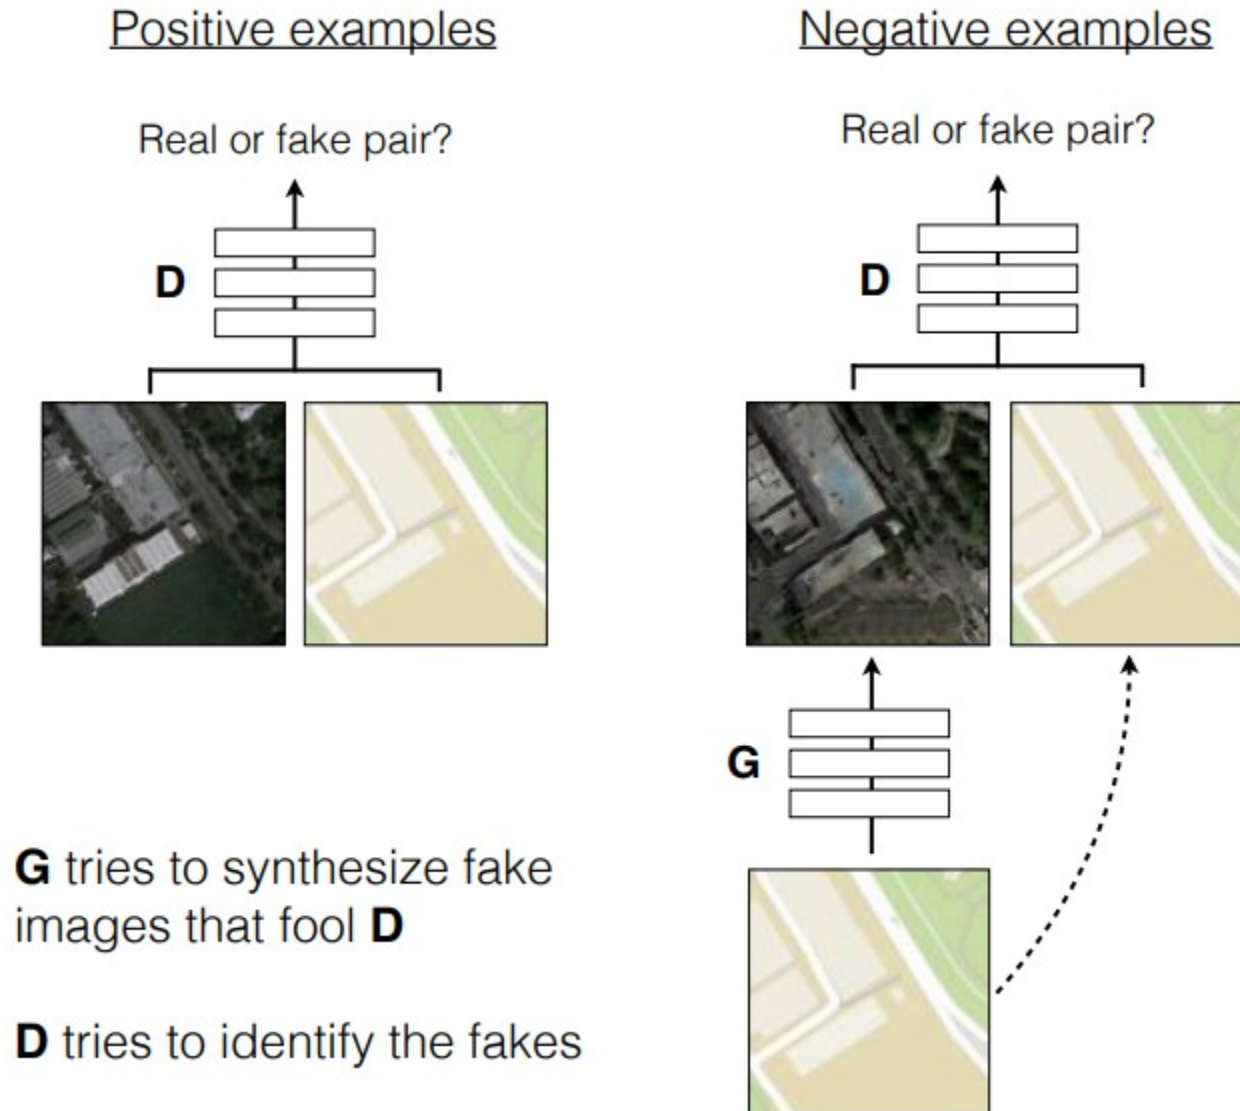 Positive examples
Negative examples
Real or fake pair?
Real or fake pair?
D
D
G
G tries to synthesize fake
images that fool D
D tries to identify the fakes